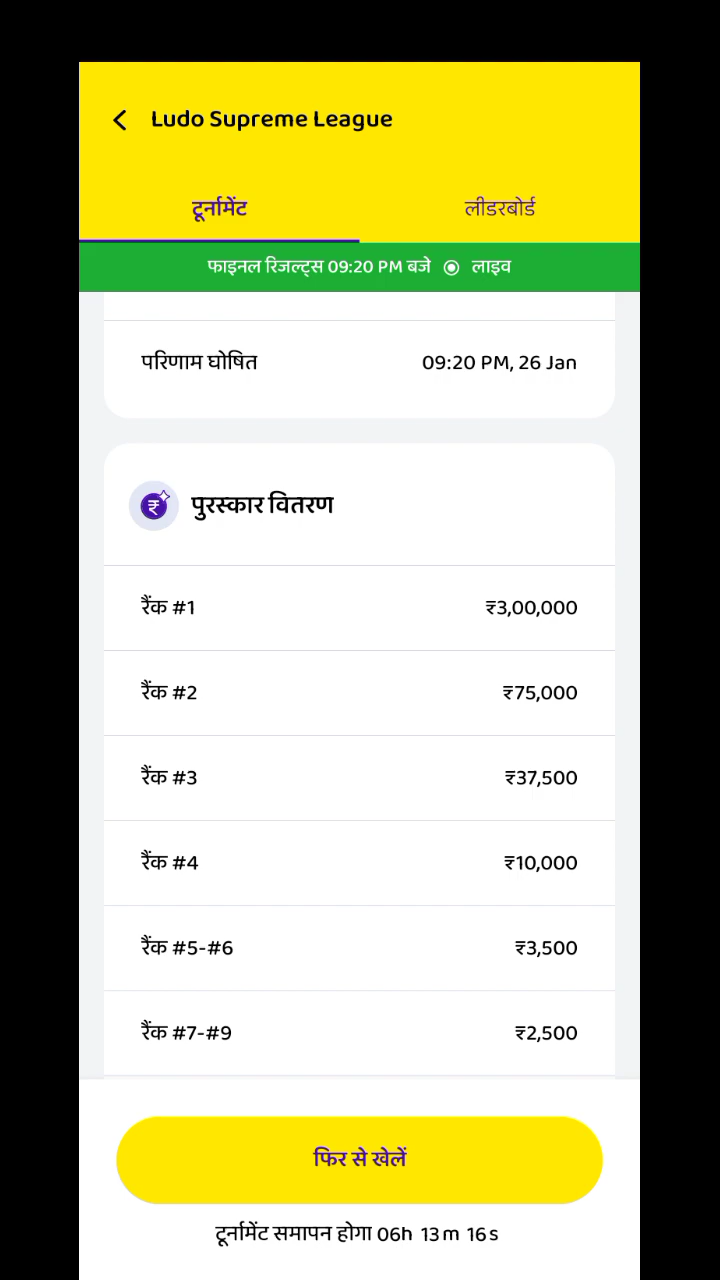 Ludo Supreme League
टूर्नामेंट
लीडरबोर्ड
फाइनल रिजल्ट्स 09:20 PM बजे लाइव
परिणाम घोषित 09:20 PM, 26 Jan
पुरस्कार वितरण
रैंक #1 ₹3,00,000
रैंक #2 ₹75,000
रैंक #3 ₹37,500
रैंक #4 ₹10,000
रैंक #5-#6 ₹3,500
रैंक #7-#9 ₹2,500
फिर से खेलें
टूर्नामेंट समापन होगा 06h 13m 16s